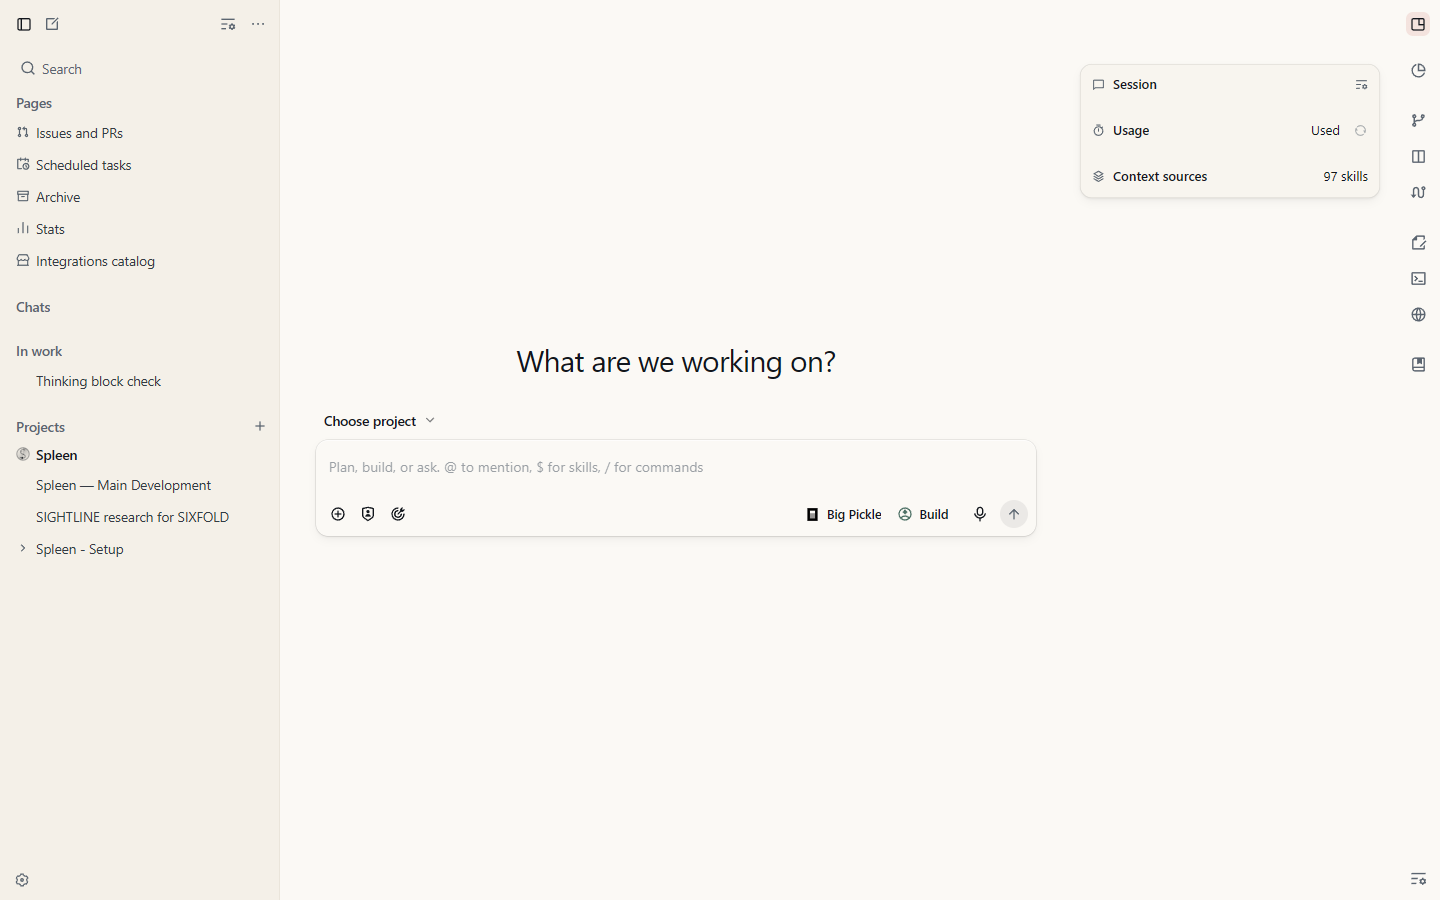 Search
Pages
Issues and PRs
Scheduled tasks
Archive
Stats
Integrations catalog
Chats
In work
Thinking block check
Projects
Spleen
Spleen — Main Development
SIGHTLINE research for SIXFOLD
Spleen - Setup
What are we working on?
Choose project
Plan, build, or ask. @ to mention, $ for skills, / for commands
Big Pickle Build
Session
Usage Used
Context sources 97 skills